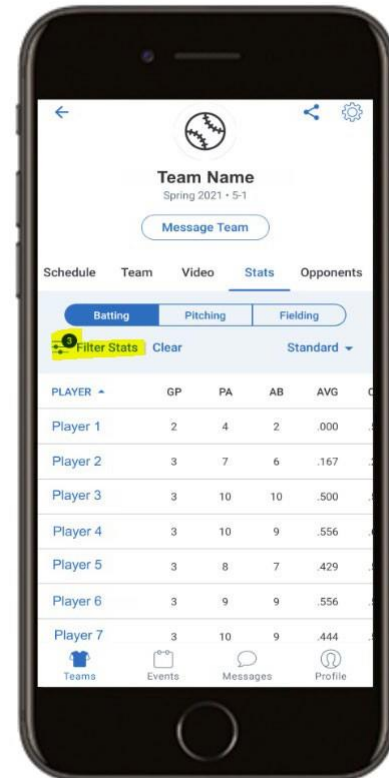 Team Name
Spring 2021 • 5-1
Message Team
Schedule Team Video Stats Opponents
Batting Pitching Fielding
3
Filter Stats Clear Standard
PLAYER GP PA AB AVG
Player 1 2 4 2 .000
Player 2 3 7 6 .167
Player 3 3 10 10 .500
Player 4 3 10 9 .556
Player 5 3 8 7 .429
Player 6 3 9 9 .556
Player 7 3 10 9 .444
Teams Events Messages Profile